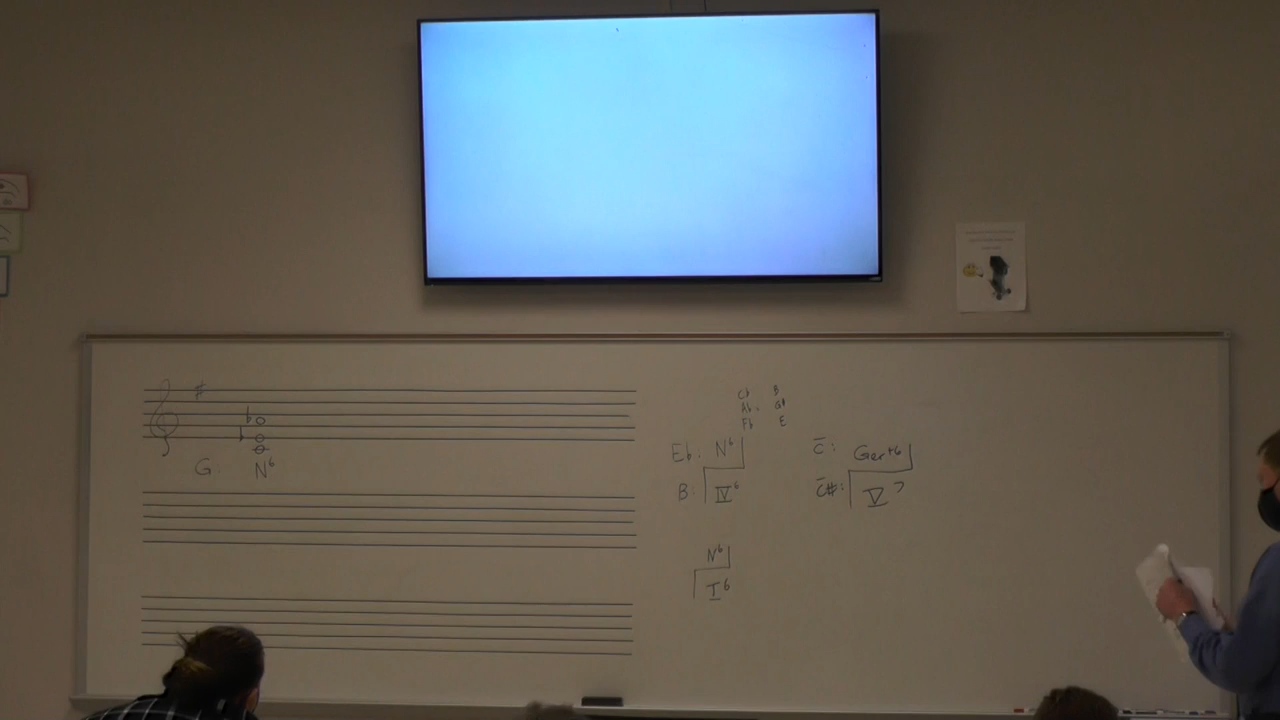 ♯
♭
♭
G: N⁶
C♭ B
A♭ G♯
F♭ E
E♭: N⁶
B: IV⁶
c̄: Ger⁺⁶
c̄#: V⁷
N⁶
I⁶